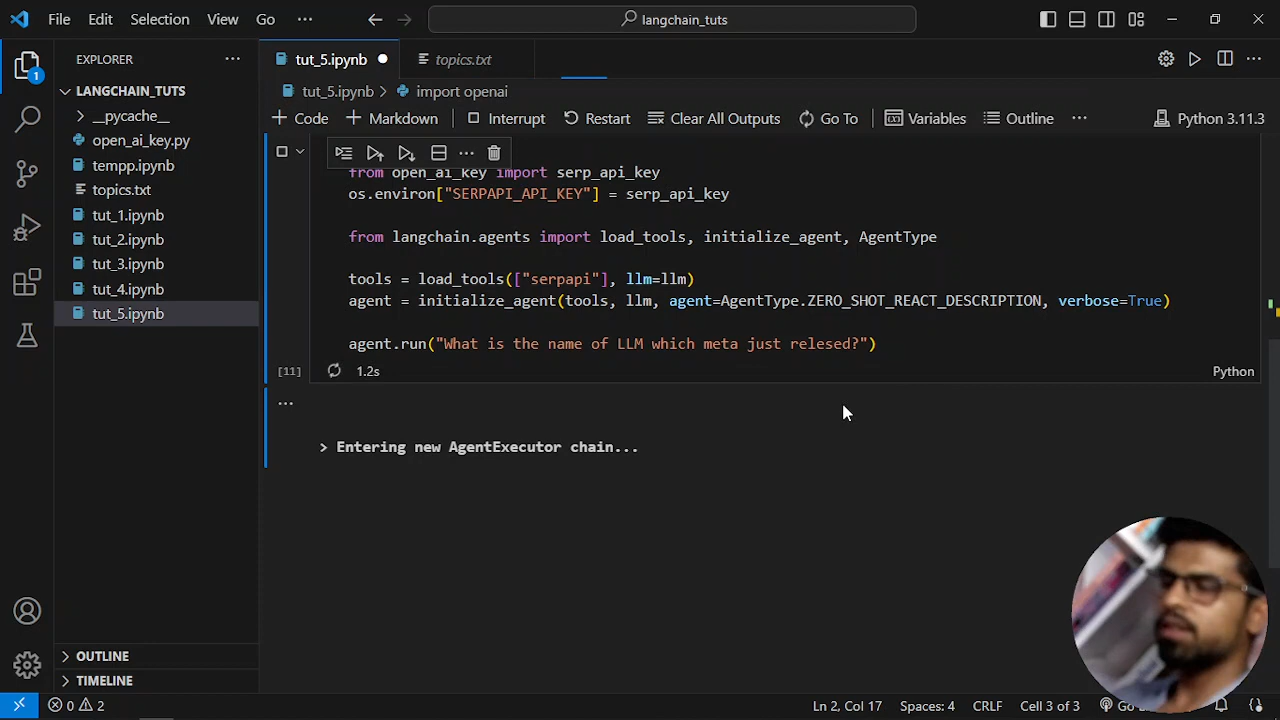 File Edit Selection View Go ··· langchain_tuts
EXPLORER ···
LANGCHAIN_TUTS
__pycache__
open_ai_key.py
tempp.ipynb
topics.txt
tut_1.ipynb
tut_2.ipynb
tut_3.ipynb
tut_4.ipynb
tut_5.ipynb
OUTLINE
TIMELINE
1
tut_5.ipynb topics.txt
tut_5.ipynb > import openai
+ Code + Markdown Interrupt Restart Clear All Outputs Go To Variables Outline ··· Python 3.11.3
from open_ai_key import serp_api_key
os.environ["SERPAPI_API_KEY"] = serp_api_key
from langchain.agents import load_tools, initialize_agent, AgentType
tools = load_tools(["serpapi"], llm=llm)
agent = initialize_agent(tools, llm, agent=AgentType.ZERO_SHOT_REACT_DESCRIPTION, verbose=True)
agent.run("What is the name of LLM which meta just relesed?")
[11] 1.2s Python
···
> Entering new AgentExecutor chain...
0 2 Ln 2, Col 17 Spaces: 4 CRLF Cell 3 of 3